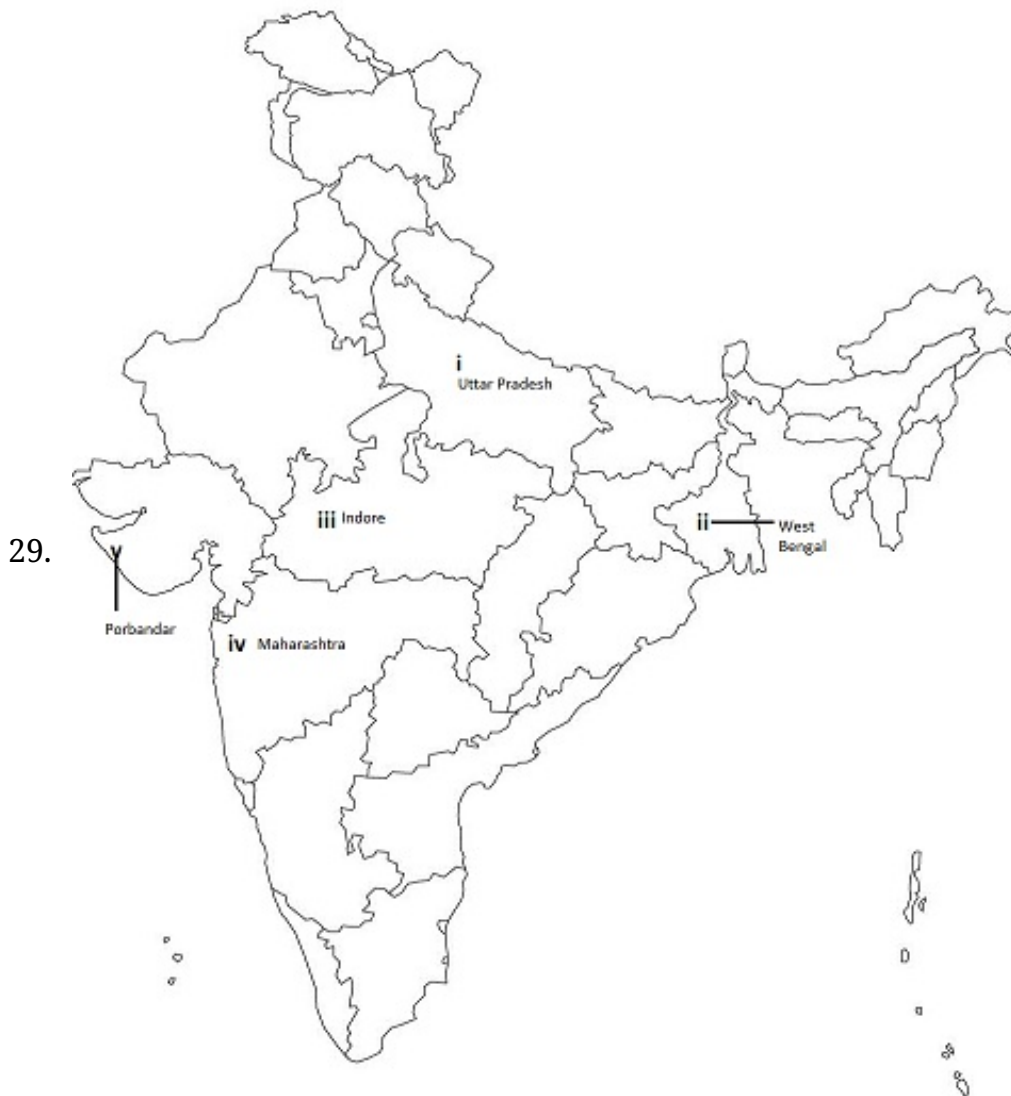 i
Uttar Pradesh
iii Indore
ii West
Bengal
29.
v
Porbandar
iv Maharashtra